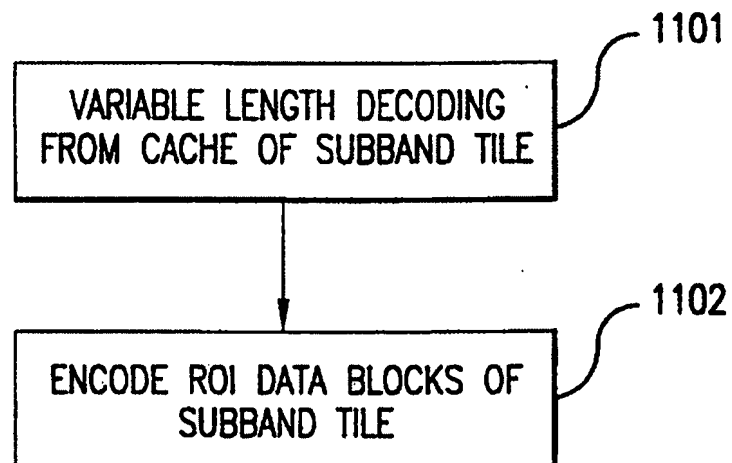 1101
VARIABLE LENGTH DECODING
FROM CACHE OF SUBBAND TILE
1102
ENCODE ROI DATA BLOCKS OF
SUBBAND TILE